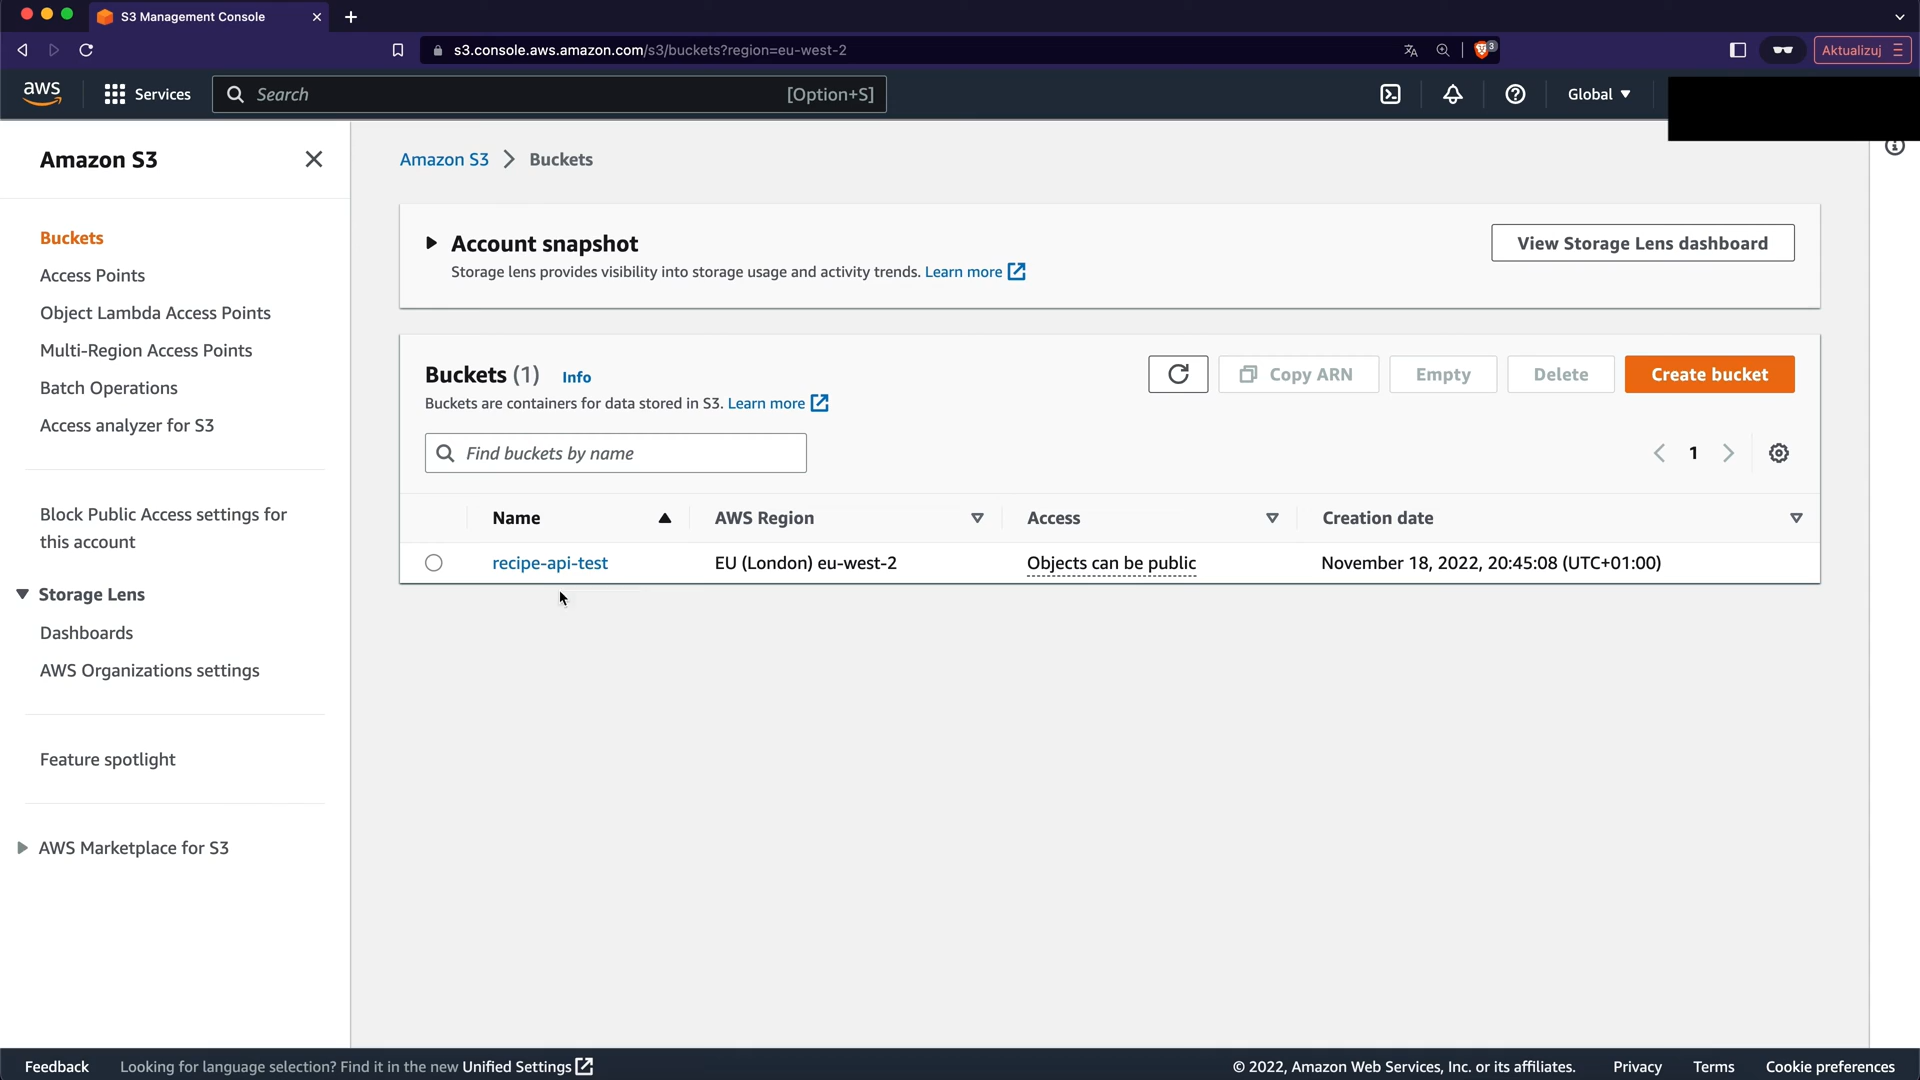 S3 Management Console
s3.console.aws.amazon.com/s3/buckets?region=eu-west-2
3
Aktualizuj
aws
Services
Search
[Option+S]
Global
Amazon S3
Buckets
Access Points
Object Lambda Access Points
Multi-Region Access Points
Batch Operations
Access analyzer for S3
Block Public Access settings for
this account
Storage Lens
Dashboards
AWS Organizations settings
Feature spotlight
AWS Marketplace for S3
Amazon S3 > Buckets
Account snapshot
Storage lens provides visibility into storage usage and activity trends. Learn more
View Storage Lens dashboard
Buckets (1) Info
Buckets are containers for data stored in S3. Learn more
Copy ARN
Empty
Delete
Create bucket
Find buckets by name
1
Name AWS Region Access Creation date
recipe-api-test EU (London) eu-west-2 Objects can be public November 18, 2022, 20:45:08 (UTC+01:00)
Feedback Looking for language selection? Find it in the new Unified Settings © 2022, Amazon Web Services, Inc. or its affiliates. Privacy Terms Cookie preferences